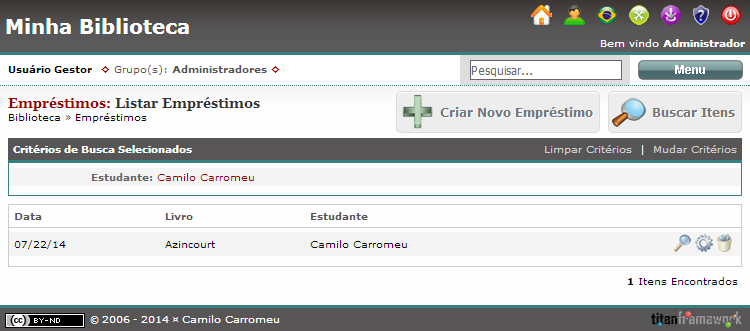 Minha Biblioteca
Bem vindo Administrador
Usuário Gestor ◇ Grupo(s): Administradores ◇
Pesquisar...
Menu
Empréstimos: Listar Empréstimos
Biblioteca » Empréstimos
Criar Novo Empréstimo
Buscar Itens
Critérios de Busca Selecionados
Limpar Critérios | Mudar Critérios
Estudante: Camilo Carromeu
Data Livro Estudante
07/22/14 Azincourt Camilo Carromeu
1 Itens Encontrados
cc BY-ND © 2006 - 2014 ¤ Camilo Carromeu
titanframework